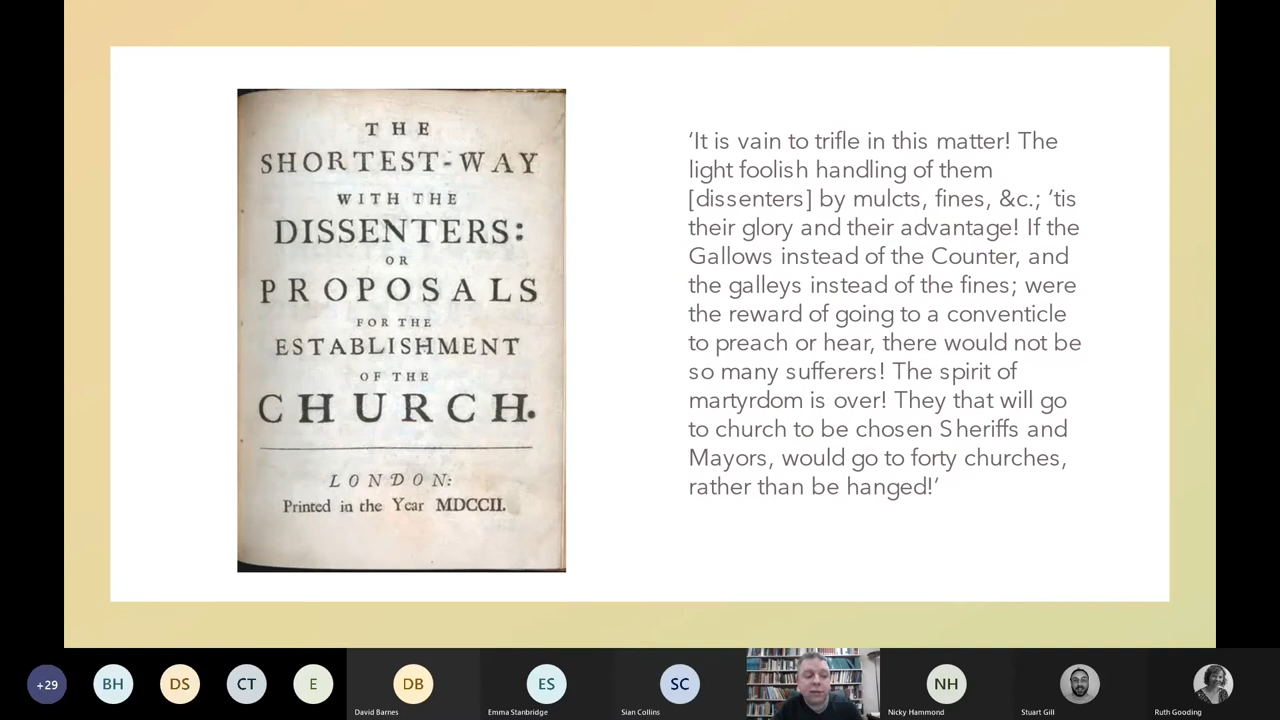 THE
SHORTEST-WAY
WITH THE
DISSENTERS:
OR
PROPOSALS
FOR THE
ESTABLISHMENT
OF THE
CHURCH.
LONDON:
Printed in the Year MDCCII.
‘It is vain to trifle in this matter! The
light foolish handling of them
[dissenters] by mulcts, fines, &c.; ’tis
their glory and their advantage! If the
Gallows instead of the Counter, and
the galleys instead of the fines; were
the reward of going to a conventicle
to preach or hear, there would not be
so many sufferers! The spirit of
martyrdom is over! They that will go
to church to be chosen Sheriffs and
Mayors, would go to forty churches,
rather than be hanged!’
+29
BH
DS
CT
E
DB
David Barnes
ES
Emma Stanbridge
SC
Sian Collins
NH
Nicky Hammond
Stuart Gill
Ruth Gooding